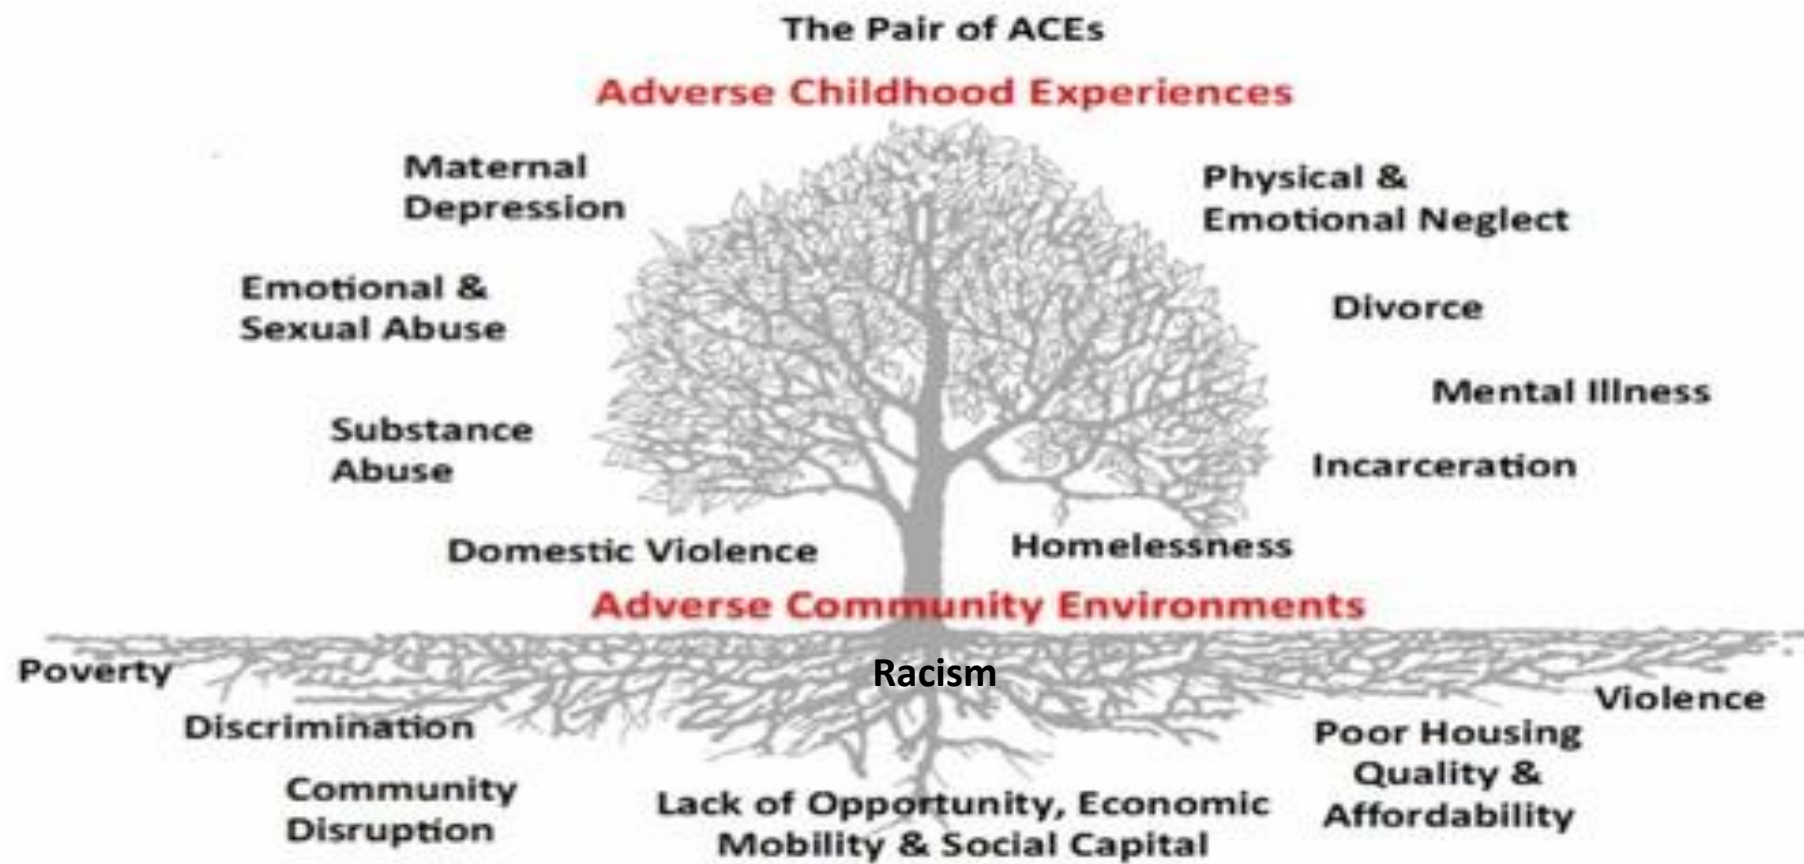 The Pair of ACEs
Adverse Childhood Experiences
Maternal
Depression
Physical &
Emotional Neglect
Emotional &
Sexual Abuse
Divorce
Mental Illness
Substance
Abuse
Incarceration
Domestic Violence
Homelessness
Adverse Community Environments
Poverty
Racism
Violence
Discrimination
Poor Housing
Quality &
Affordability
Community
Disruption
Lack of Opportunity, Economic
Mobility & Social Capital